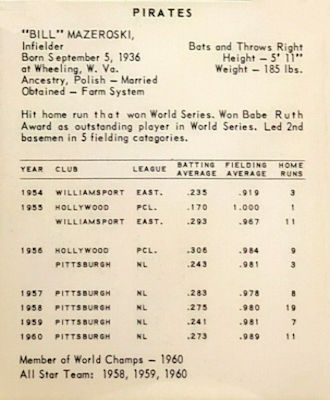 PIRATES
"BILL" MAZEROSKI,
Infielder Bats and Throws Right
Born September 5, 1936 Height – 5' 11"
at Wheeling, W. Va. Weight – 185 lbs.
Ancestry, Polish – Married
Obtained – Farm System
Hit home run that won World Series. Won Babe Ruth
Award as outstanding player in World Series. Led 2nd
basemen in 5 fielding catagories.
YEAR CLUB LEAGUE BATTING AVERAGE FIELDING AVERAGE HOME RUNS
1954 WILLIAMSPORT EAST. .235 .919 3
1955 HOLLYWOOD PCL. .170 1.000 1
WILLIAMSPORT EAST. .293 .967 11
1956 HOLLYWOOD PCL. .306 .984 9
PITTSBURGH NL .243 .981 3
1957 PITTSBURGH NL .283 .978 8
1958 PITTSBURGH NL .275 .980 19
1959 PITTSBURGH NL .241 .981 7
1960 PITTSBURGH NL .273 .989 11
Member of World Champs – 1960
All Star Team: 1958, 1959, 1960